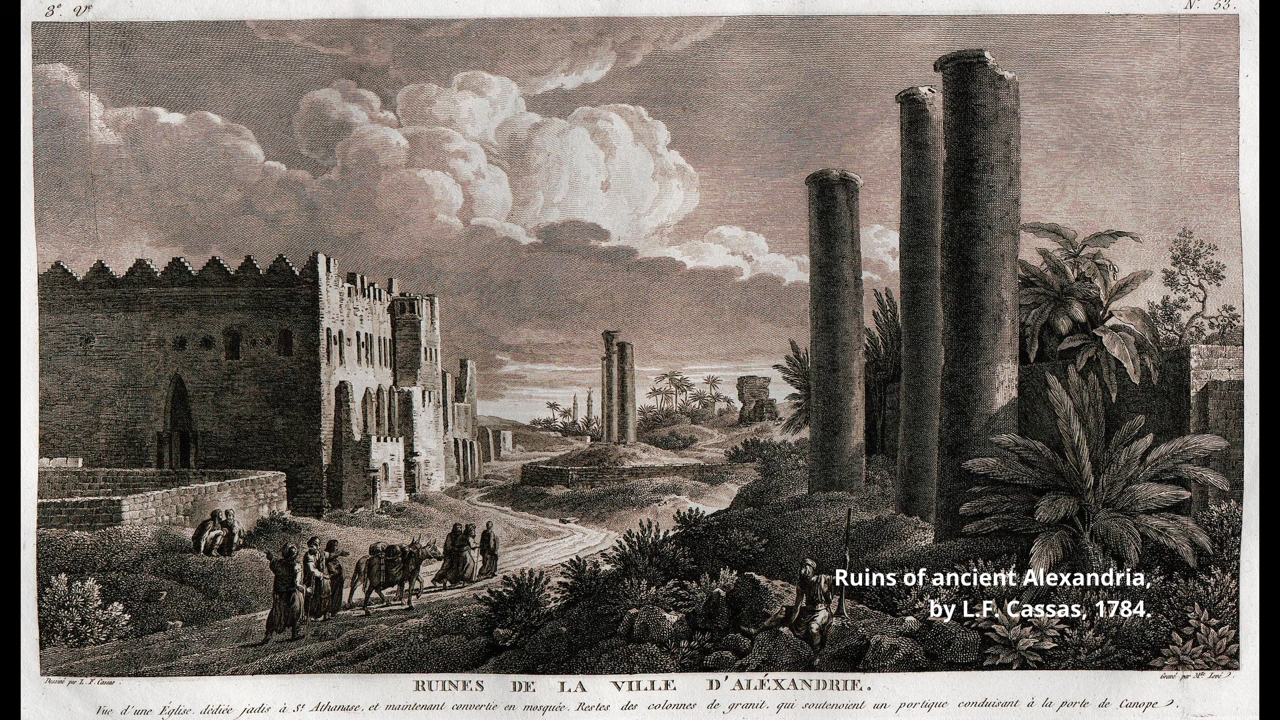 3ᵉ Vᵉ
N.° 53.
Ruins of ancient Alexandria,
by L.F. Cassas, 1784.
Dessiné par L. F. Cassas.
Gravé par Mlle
RUINES DE LA VILLE D'ALÉXANDRIE.
Vue d'une Église, dédiée jadis à St Athanase, et maintenant convertie en mosquée. Restes des colonnes de granit, qui soutenoient un portique conduisant à la porte de Canope.